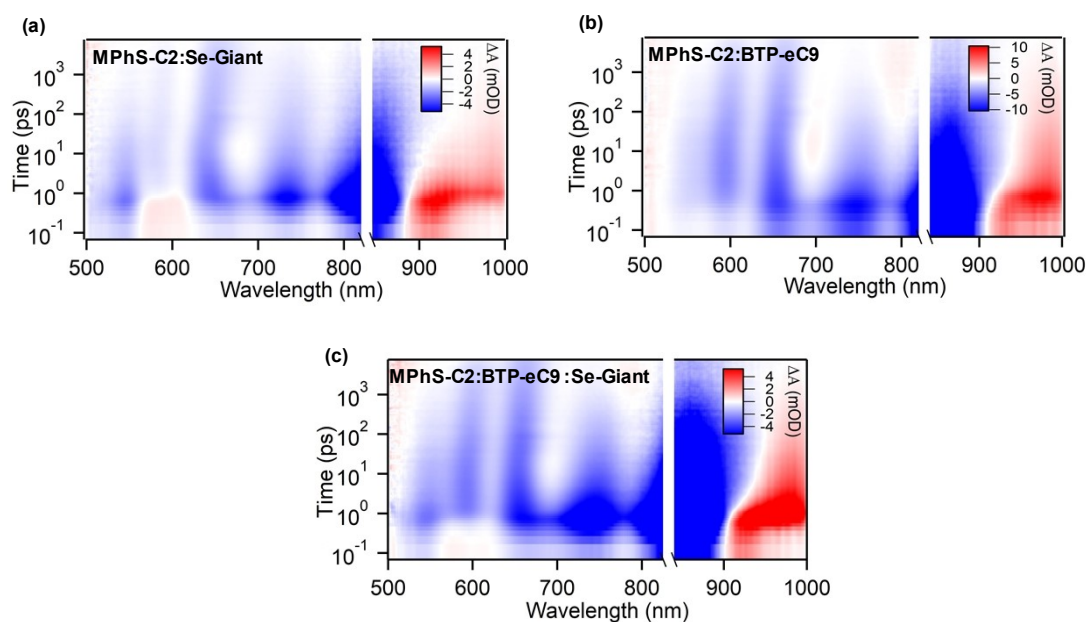 (a)
MPhS-C2:Se-Giant
4
2
0
-2
-4
ΔA (mOD)
10³
10²
10¹
10⁰
10⁻¹
Time (ps)
500 600 700 800 900 1000
Wavelength (nm)
(b)
MPhS-C2:BTP-eC9
10
5
0
-5
-10
ΔA (mOD)
10³
10²
10¹
10⁰
10⁻¹
Time (ps)
500 600 700 800 900 1000
Wavelength (nm)
(c)
MPhS-C2:BTP-eC9 :Se-Giant
4
2
0
-2
-4
ΔA (mOD)
10³
10²
10¹
10⁰
10⁻¹
Time (ps)
500 600 700 800 900 1000
Wavelength (nm)